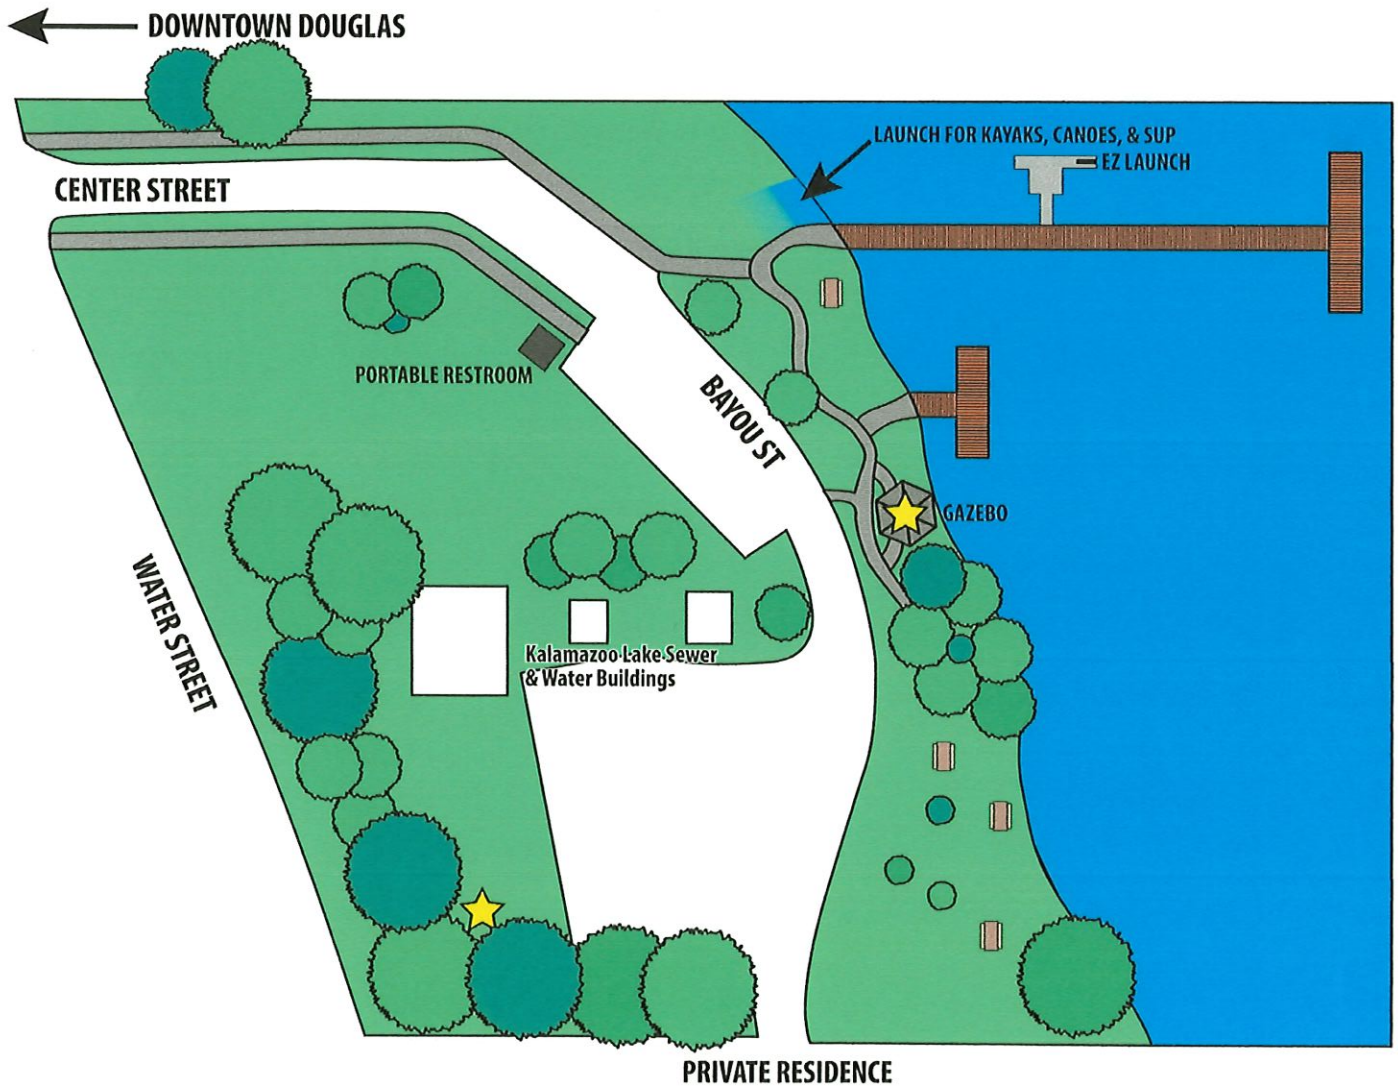 DOWNTOWN DOUGLAS
LAUNCH FOR KAYAKS, CANOES, & SUP
EZ LAUNCH
CENTER STREET
PORTABLE RESTROOM
BAYOU ST
GAZEBO
WATER STREET
Kalamazoo Lake Sewer
& Water Buildings
PRIVATE RESIDENCE